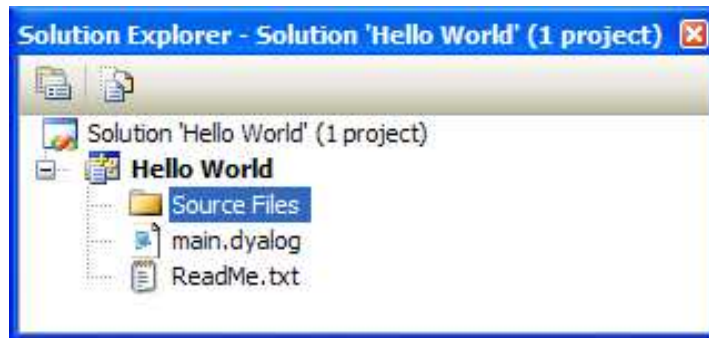 Solution Explorer - Solution 'Hello World' (1 project)
Solution 'Hello World' (1 project)
Hello World
Source Files
main.dyalog
ReadMe.txt